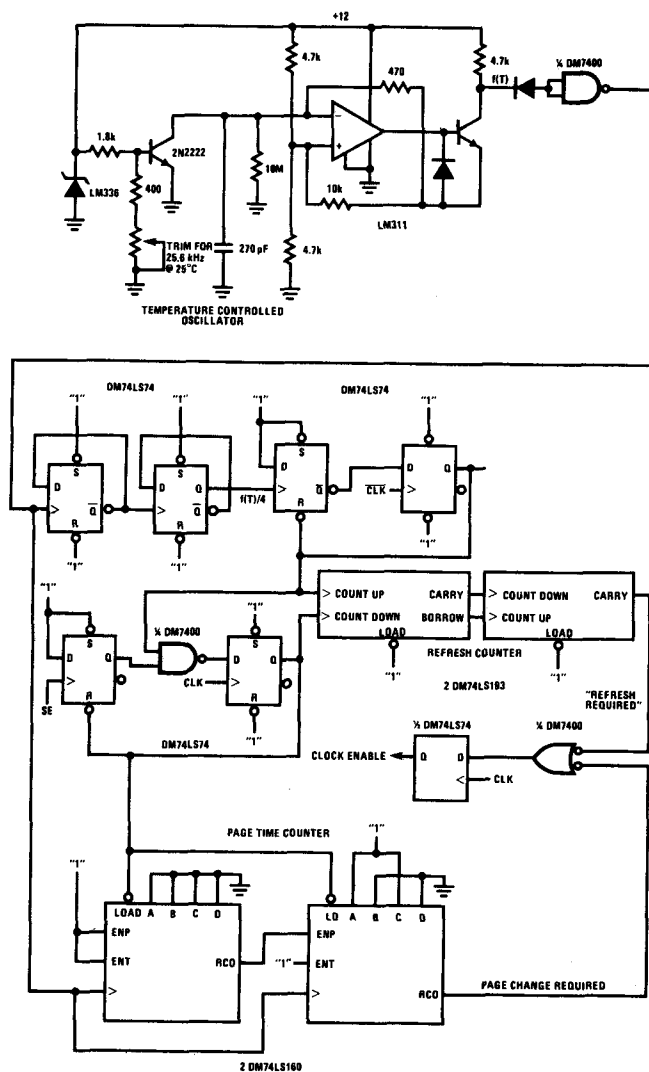 +12
4.7k
470
4.7k
f(T)
¼ DM7400
1.8k
2N2222
LM336
400
10M
10k
LM311
TRIM FOR
25.6 kHz
@ 25°C
270 pF
4.7k
TEMPERATURE CONTROLLED
OSCILLATOR
DM74LS74
DM74LS74
"1"
"1"
"1"
"1"
S
S
S
S
D
Q̅
R
D
Q
Q̅
R
f(T)/4
D
Q̅
R
D
Q
CLK̅
"1"
"1"
"1"
"1"
¼ DM7400
"1"
S
D
Q
R
SE
CLK
S
D
Q
R
"1"
DM74LS74
COUNT UP
CARRY
COUNT DOWN
BORROW
LOAD
"1"
COUNT DOWN
CARRY
COUNT UP
LOAD
"1"
REFRESH COUNTER
2 DM74LS193
"REFRESH
REQUIRED"
½ DM74LS74
¼ DM7400
CLOCK ENABLE
Q
D
CLK
PAGE TIME COUNTER
"1"
"1"
LOAD A B C D
ENP
ENT
RCO
LD A B C D
ENP
"1"
ENT
RCO
PAGE CHANGE REQUIRED
2 DM74LS160